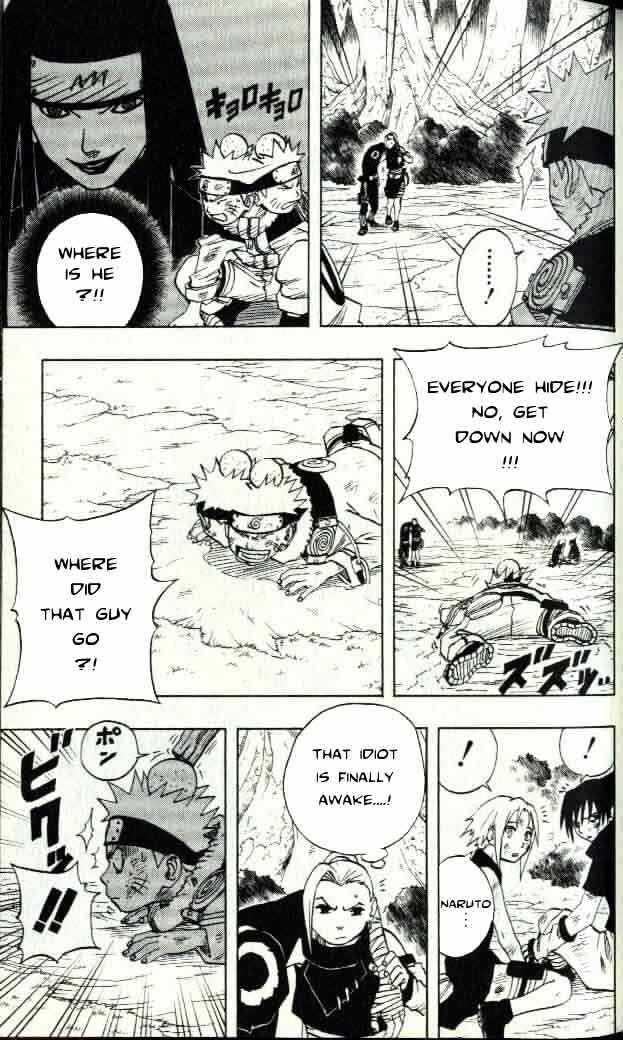 ......!
キョロキョロ
WHERE
IS HE
?!!
EVERYONE HIDE!!!
NO, GET
DOWN NOW
!!!
ズズッ
WHERE
DID
THAT GUY
GO
?!
!
!
NARUTO
...
THAT IDIOT
IS FINALLY
AWAKE....!
ポン
ビクッ
!!